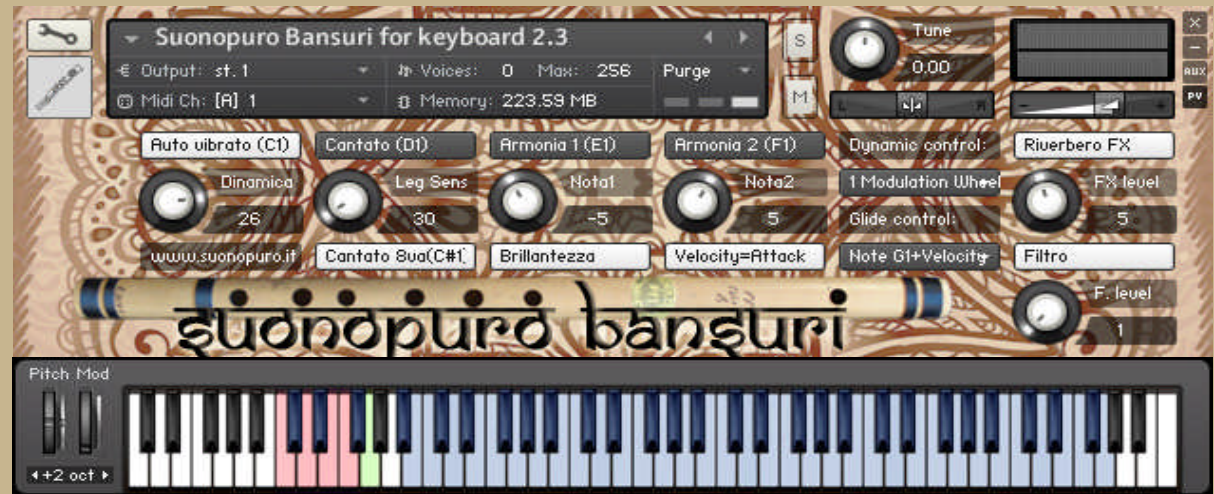 Suonopuro Bansuri for keyboard 2.3
S
Tune
×
Output: st. 1
Voices: 0 Max: 256
Purge
0.00
−
AUX
Midi Ch: [A] 1
Memory: 223.59 MB
M
L
R
−
+
PV
Auto vibrato (C1)
Cantato (D1)
Armonia 1 (E1)
Armonia 2 (F1)
Dynamic control:
Riverbero FX
Dinamica
Leg Sens
Nota1
Nota2
1 Modulation Wheel
FX level
26
30
-5
5
Glide control:
5
www.suonopuro.it
Cantato 8va(C#1)
Brillantezza
Velocity=Attack
Note G1+Velocity
Filtro
F. level
1
suonopuro bansuri
Pitch Mod
+2 oct